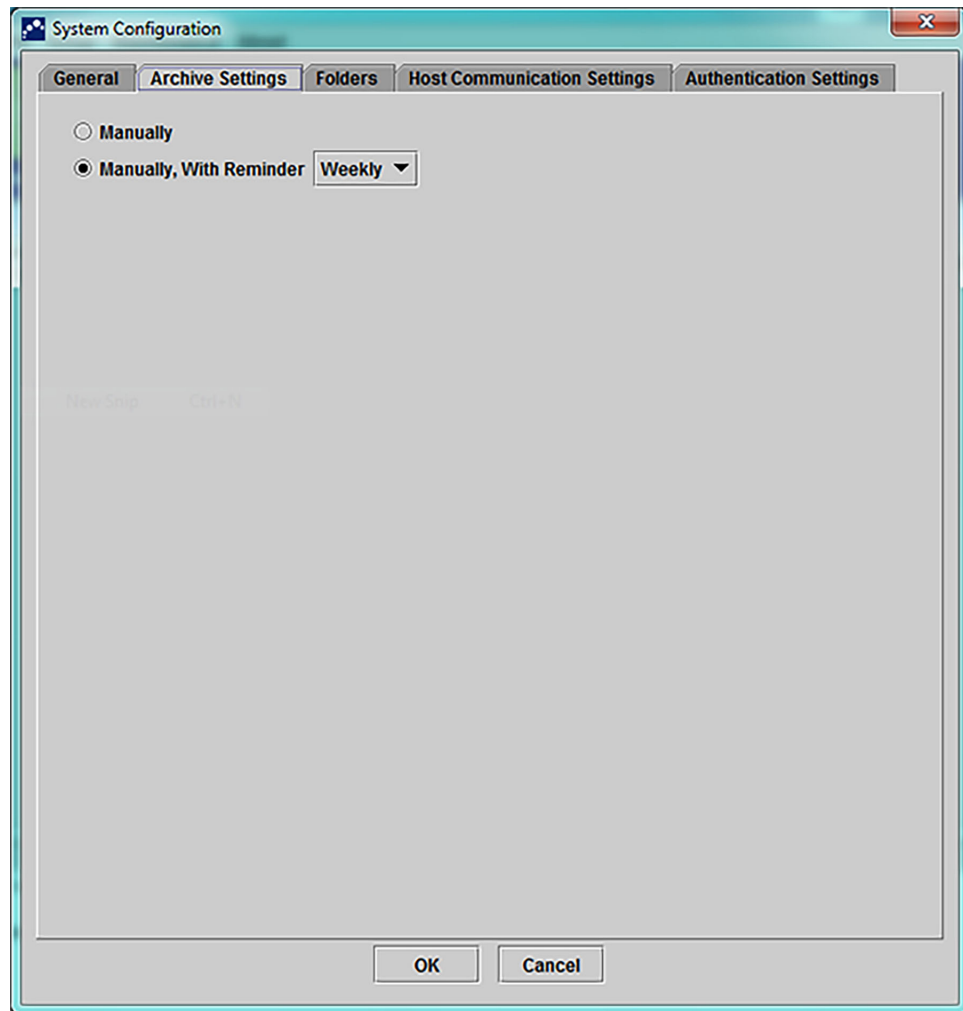 System Configuration
General Archive Settings Folders Host Communication Settings Authentication Settings
Manually
Manually, With Reminder Weekly
New Snip Ctrl+N
OK Cancel